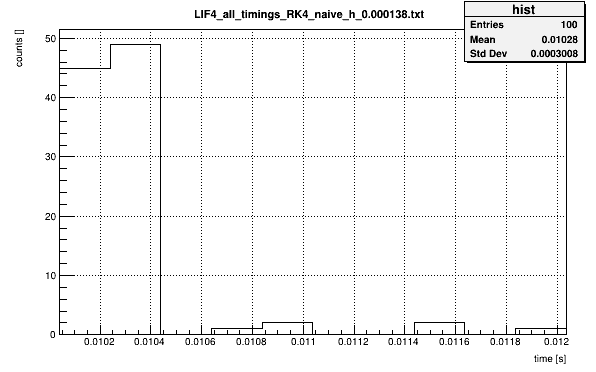 LIF4_all_timings_RK4_naive_h_0.000138.txt
hist
Entries 100
Mean 0.01028
Std Dev 0.0003008
counts []
50
40
30
20
10
0
0.0102 0.0104 0.0106 0.0108 0.011 0.0112 0.0114 0.0116 0.0118 0.012
time [s]